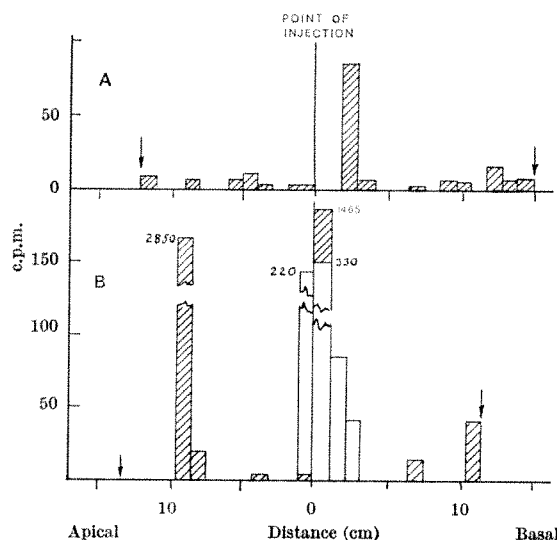 POINT OF
INJECTION
A
50
0
c.p.m.
2850
1465
150
220
330
B
100
50
10
0
10
Apical
Distance (cm)
Basal